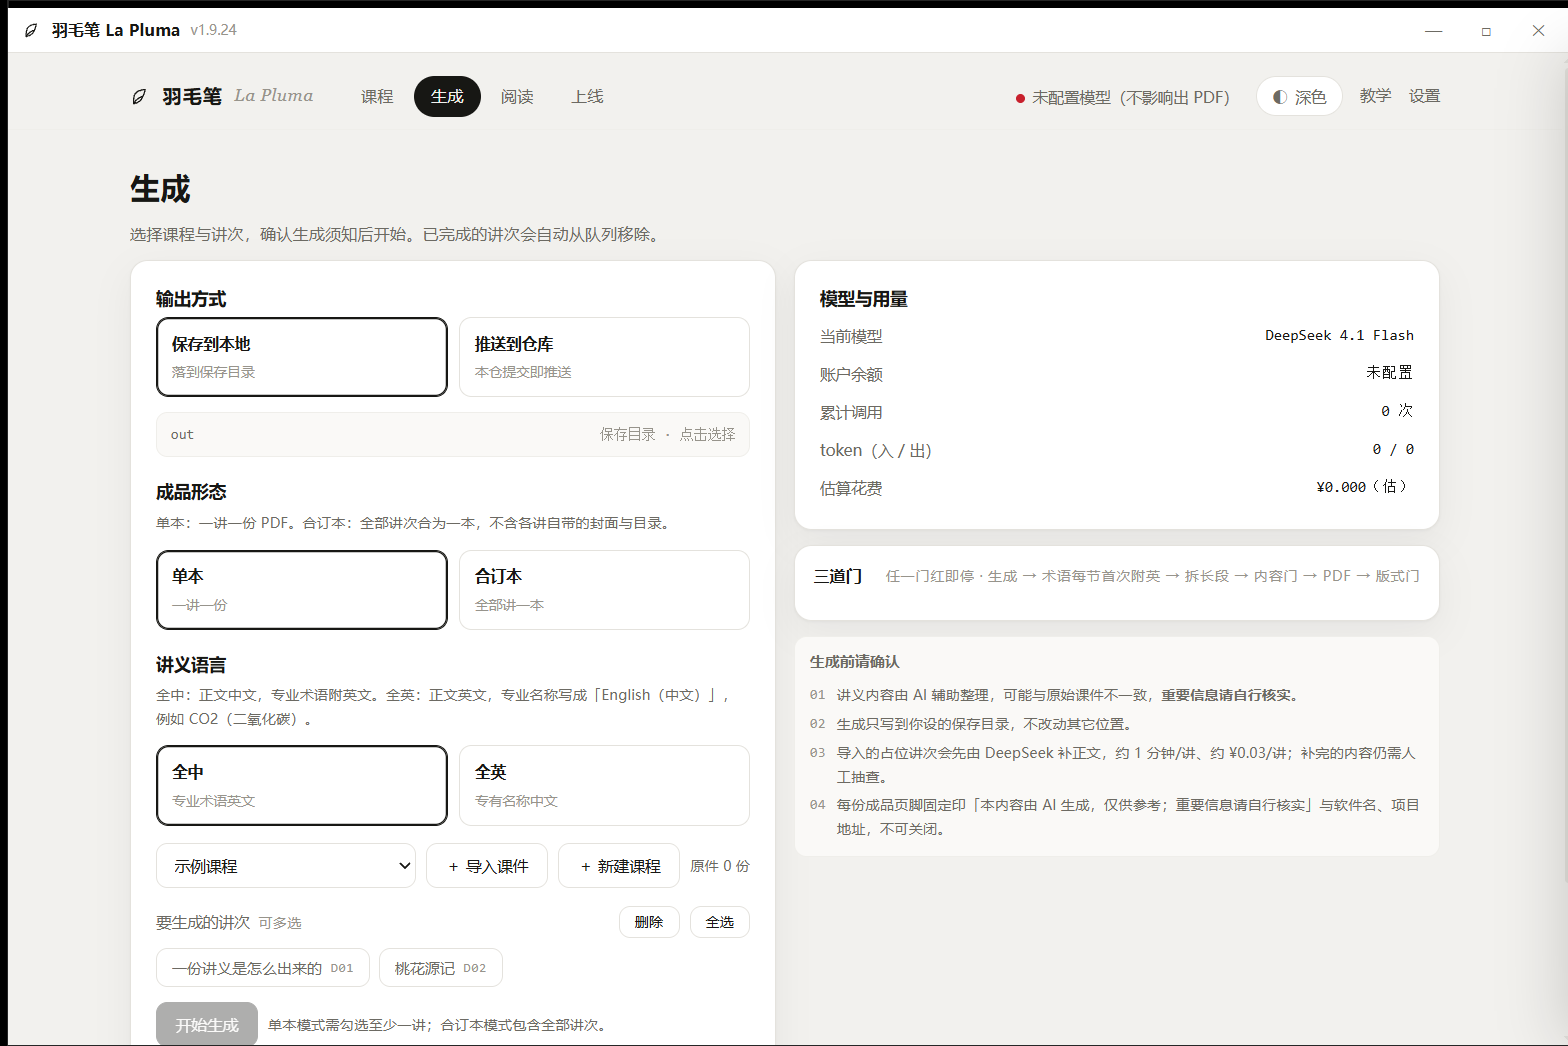 羽毛笔 La Pluma v1.9.24
羽毛笔 La Pluma 课程 生成 阅读 上线 未配置模型（不影响出 PDF） 深色 教学 设置
生成
选择课程与讲次，确认生成须知后开始。已完成的讲次会自动从队列移除。
输出方式
保存到本地
落到保存目录
推送到仓库
本仓提交即推送
out 保存目录 · 点击选择
成品形态
单本：一讲一份 PDF。合订本：全部讲次合为一本，不含各讲自带的封面与目录。
单本
一讲一份
合订本
全部讲一本
讲义语言
全中：正文中文，专业术语附英文。全英：正文英文，专业名称写成「English（中文）」，
例如 CO2（二氧化碳）。
全中
专业术语英文
全英
专有名称中文
示例课程 + 导入课件 + 新建课程 原件 0 份
要生成的讲次 可多选 删除 全选
一份讲义是怎么出来的 D01 桃花源记 D02
开始生成 单本模式需勾选至少一讲；合订本模式包含全部讲次。
模型与用量
当前模型 DeepSeek 4.1 Flash
账户余额 未配置
累计调用 0 次
token（入 / 出） 0 / 0
估算花费 ¥0.000（估）
三道门 任一门红即停 · 生成 → 术语每节首次附英 → 拆长段 → 内容门 → PDF → 版式门
生成前请确认
01 讲义内容由 AI 辅助整理，可能与原始课件不一致，重要信息请自行核实。
02 生成只写到你设的保存目录，不改动其它位置。
03 导入的占位讲次会先由 DeepSeek 补正文，约 1 分钟/讲、约 ¥0.03/讲；补完的内容仍需人
工抽查。
04 每份成品页脚固定印「本内容由 AI 生成，仅供参考；重要信息请自行核实」与软件名、项目
地址，不可关闭。